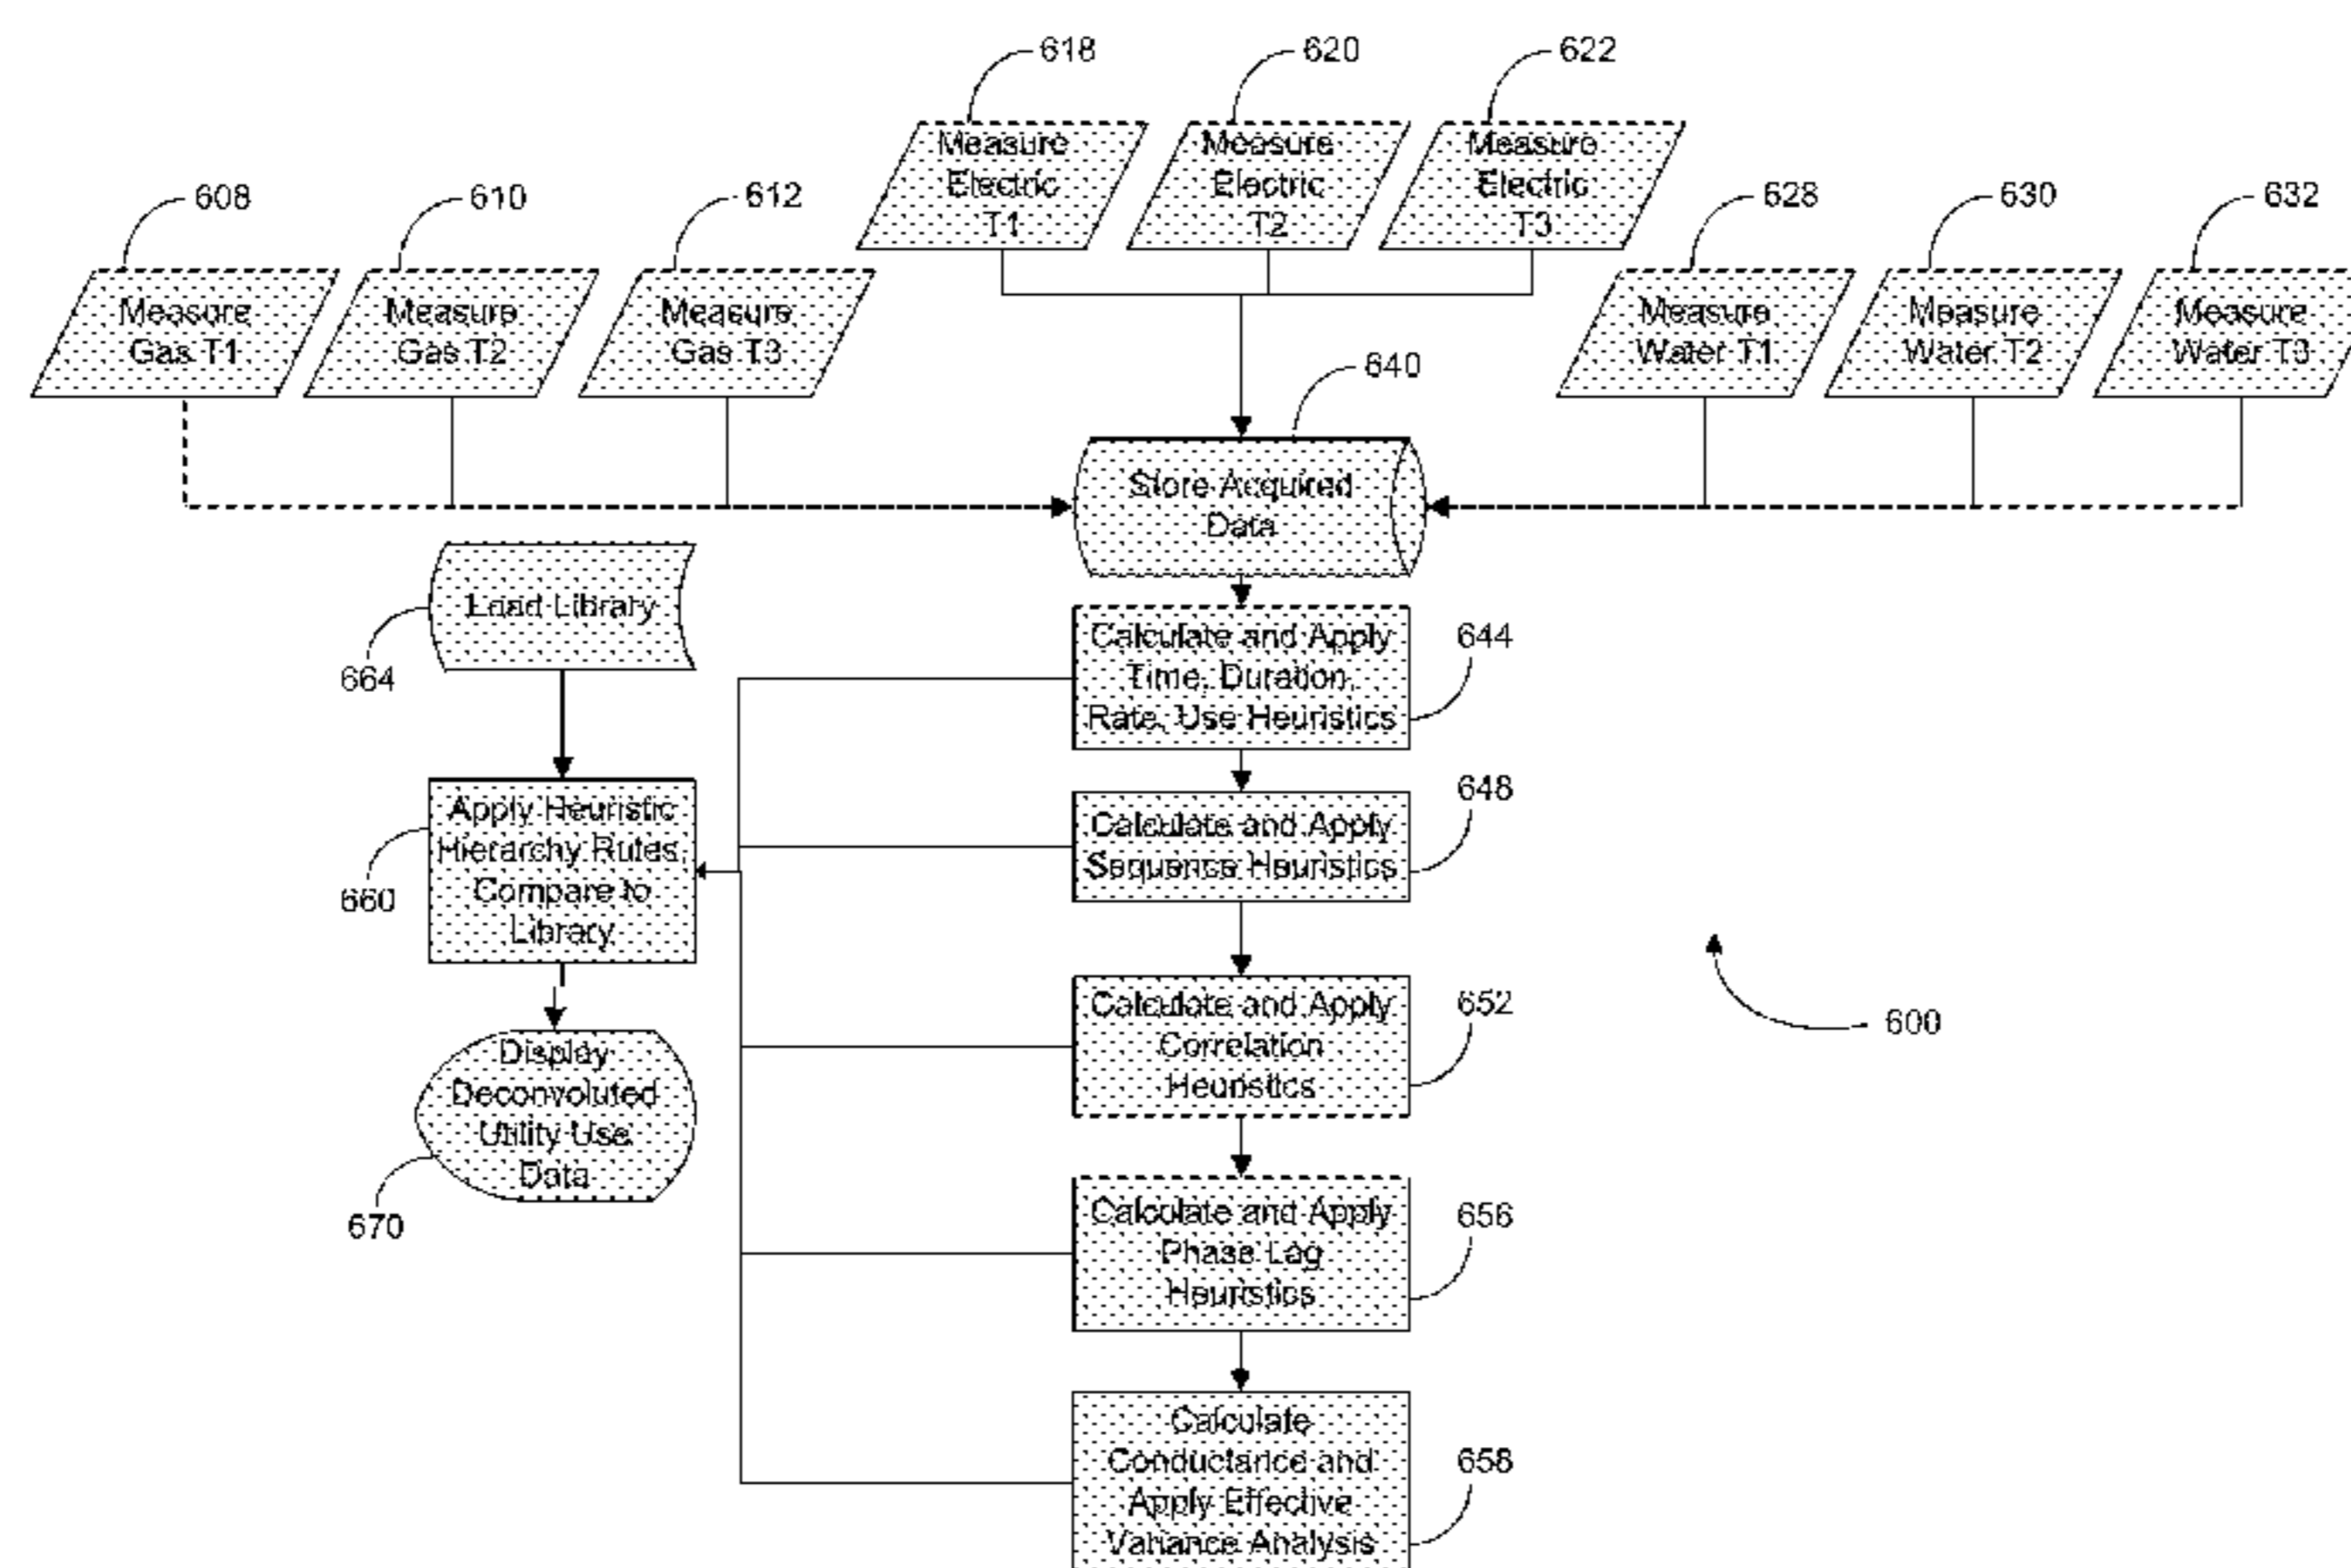 618
620
622
Measure
Electric
T1
Measure
Electric
T2
Measure
Electric
T3
608
610
612
628
630
632
Measure
Gas T1
Measure
Gas T2
Measure
Gas T3
Measure
Water T1
Measure
Water T2
Measure
Water T3
640
Store Acquired
Data
Load Library
664
Calculate and Apply
Time, Duration,
Rate, Use Heuristics
644
Apply Heuristic
Hierarchy Rules,
Compare to
Library
660
Calculate and Apply
Sequence Heuristics
648
Calculate and Apply
Correlation
Heuristics
652
600
Display
Deconvoluted
Utility Use
Data
670
Calculate and Apply
Phase Lag
Heuristics
656
Calculate
Conductance and
Apply Effective
Variance Analysis
658